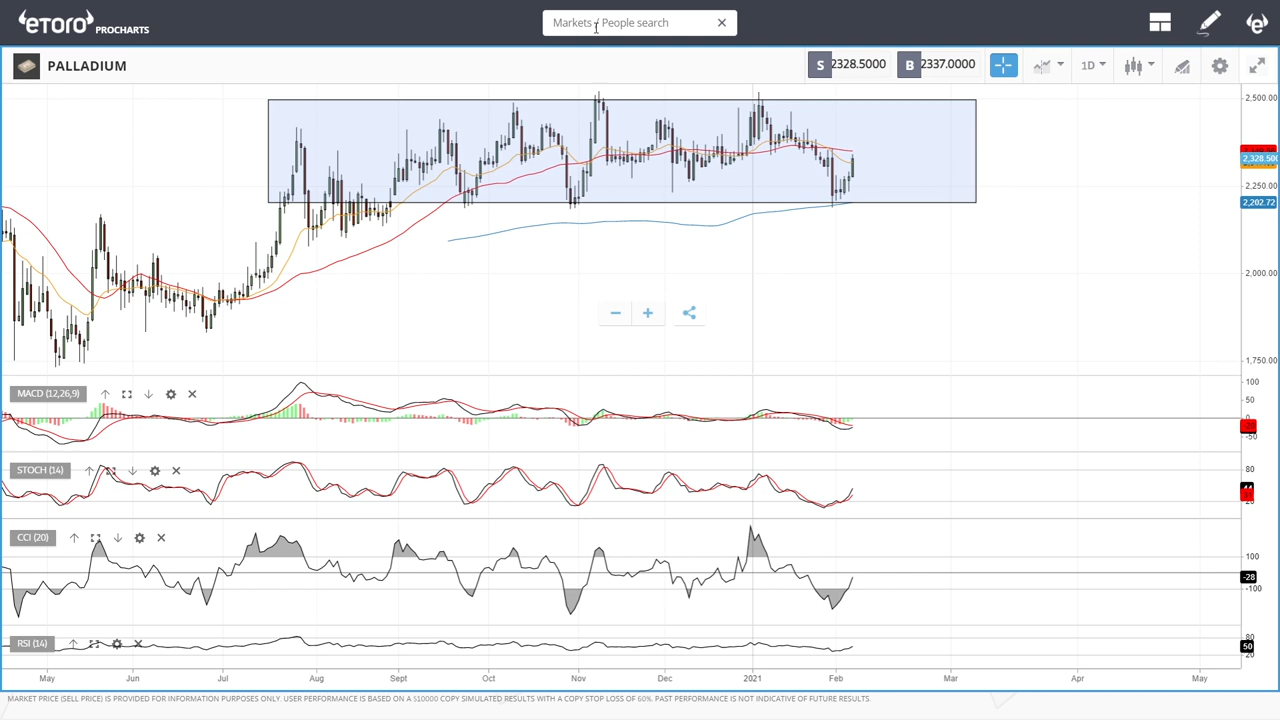 eToro PROCHARTS
Markets / People search
PALLADIUM
S 2328.5000 B 2337.0000
1D
2,500.00
2,328.500
2,250.00
2,202.72
2,000.00
1,750.00
MACD (12,26,9)
100
50
0
-50
STOCH (14)
80
20
CCI (20)
100
-28
-100
RSI (14)
80
50
20
May Jun Jul Aug Sept Oct Nov Dec 2021 Feb Mar Apr May
MARKET PRICE (SELL PRICE) IS PROVIDED FOR INFORMATION PURPOSES ONLY. USER PERFORMANCE IS BASED ON A $10000 COPY SIMULATED RESULTS WITH A COPY STOP LOSS OF 60%. PAST PERFORMANCE IS NOT INDICATIVE OF FUTURE RESULTS.